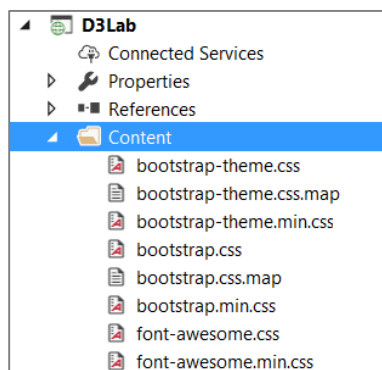 D3Lab
Connected Services
Properties
References
Content
bootstrap-theme.css
bootstrap-theme.css.map
bootstrap-theme.min.css
bootstrap.css
bootstrap.css.map
bootstrap.min.css
font-awesome.css
font-awesome.min.css